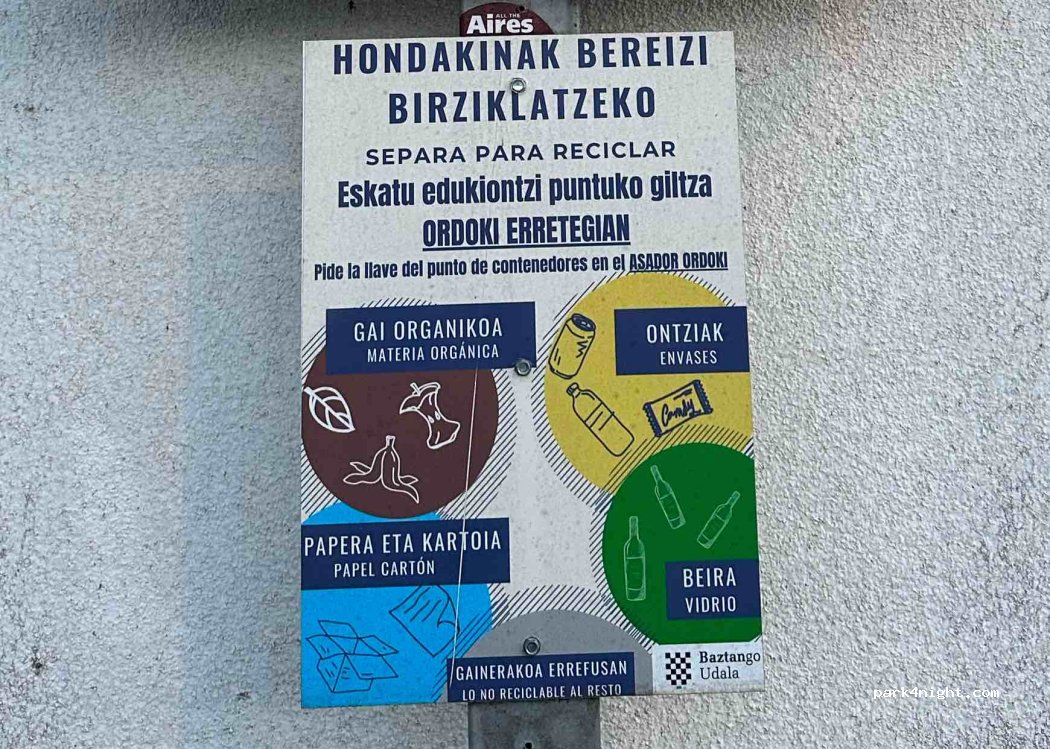 ALL THE
Aires
HONDAKINAK BEREIZI
BIRZIKLATZEKO
SEPARA PARA RECICLAR
Eskatu edukiontzi puntuko giltza
ORDOKI ERRETEGIAN
Pide la llave del punto de contenedores en el ASADOR ORDOKI
GAI ORGANIKOA
MATERIA ORGÁNICA
ONTZIAK
ENVASES
Candy
PAPERA ETA KARTOIA
PAPEL CARTÓN
BEIRA
VIDRIO
GAINERAKOA ERREFUSAN
LO NO RECICLABLE AL RESTO
Baztango
Udala
park4night.com